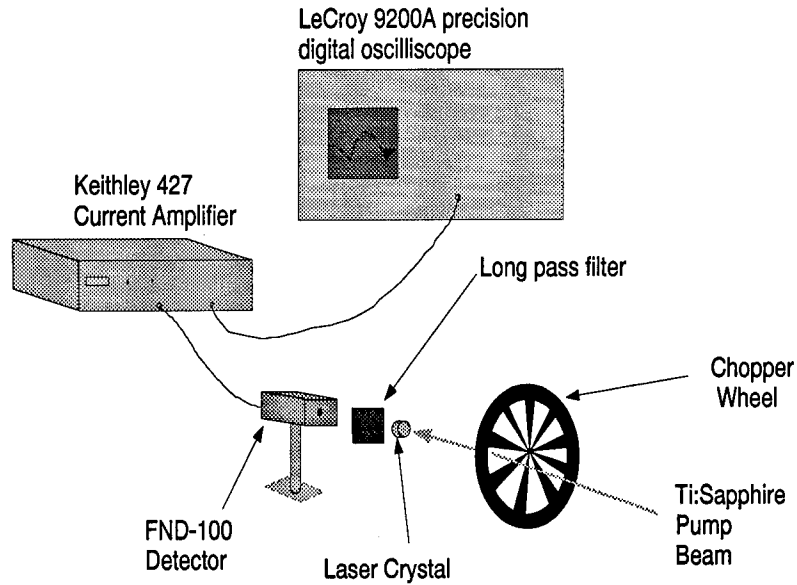 LeCroy 9200A precision
digital oscilliscope
Keithley 427
Current Amplifier
Long pass filter
Chopper
Wheel
Ti:Sapphire
Pump
Beam
FND-100
Detector
Laser Crystal